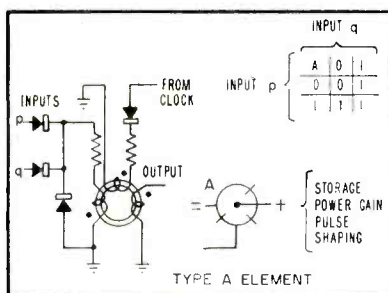 INPUT q
A 0 1
INPUT p 0 0 1
1 1 1
INPUTS
FROM
CLOCK
p
q
OUTPUT
A
= +
STORAGE
POWER GAIN
PULSE
SHAPING
TYPE A ELEMENT